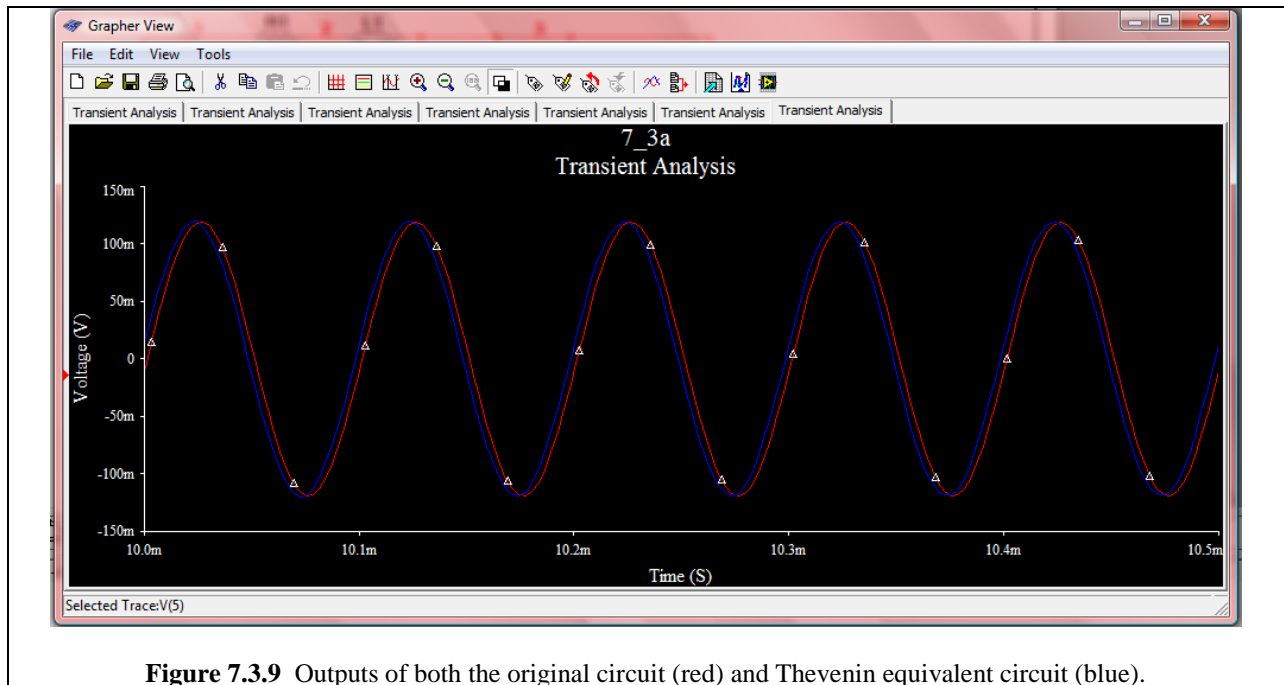 Grapher View
File Edit View Tools
Transient Analysis Transient Analysis Transient Analysis Transient Analysis Transient Analysis Transient Analysis Transient Analysis
7_3a
Transient Analysis
150m
100m
50m
0
-50m
-100m
-150m
Voltage (V)
10.0m 10.1m 10.2m 10.3m 10.4m 10.5m
Time (S)
Selected Trace:V(5)
Figure 7.3.9 Outputs of both the original circuit (red) and Thevenin equivalent circuit (blue).